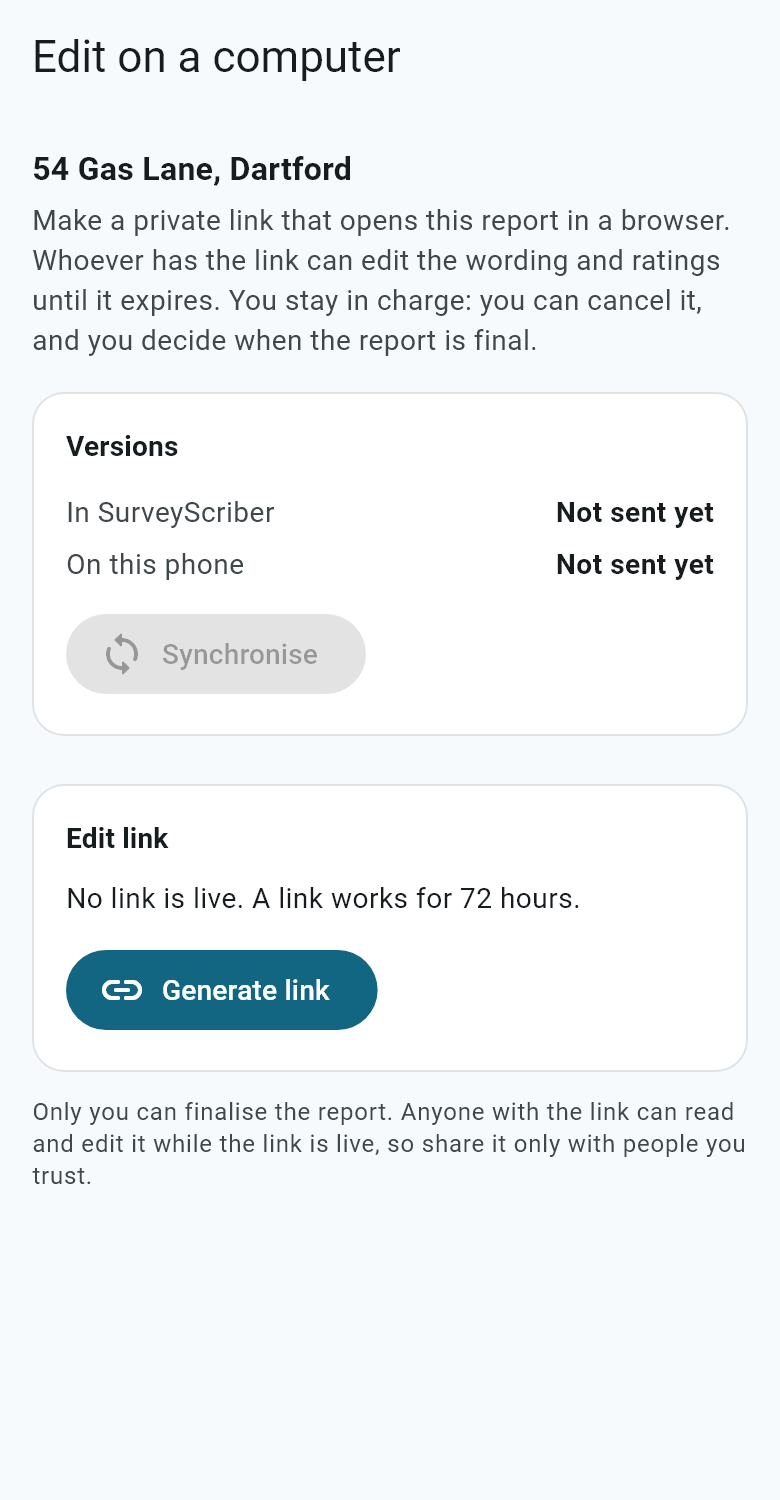 Edit on a computer
54 Gas Lane, Dartford
Make a private link that opens this report in a browser.
Whoever has the link can edit the wording and ratings
until it expires. You stay in charge: you can cancel it,
and you decide when the report is final.
Versions
In SurveyScriber Not sent yet
On this phone Not sent yet
Synchronise
Edit link
No link is live. A link works for 72 hours.
Generate link
Only you can finalise the report. Anyone with the link can read
and edit it while the link is live, so share it only with people you
trust.